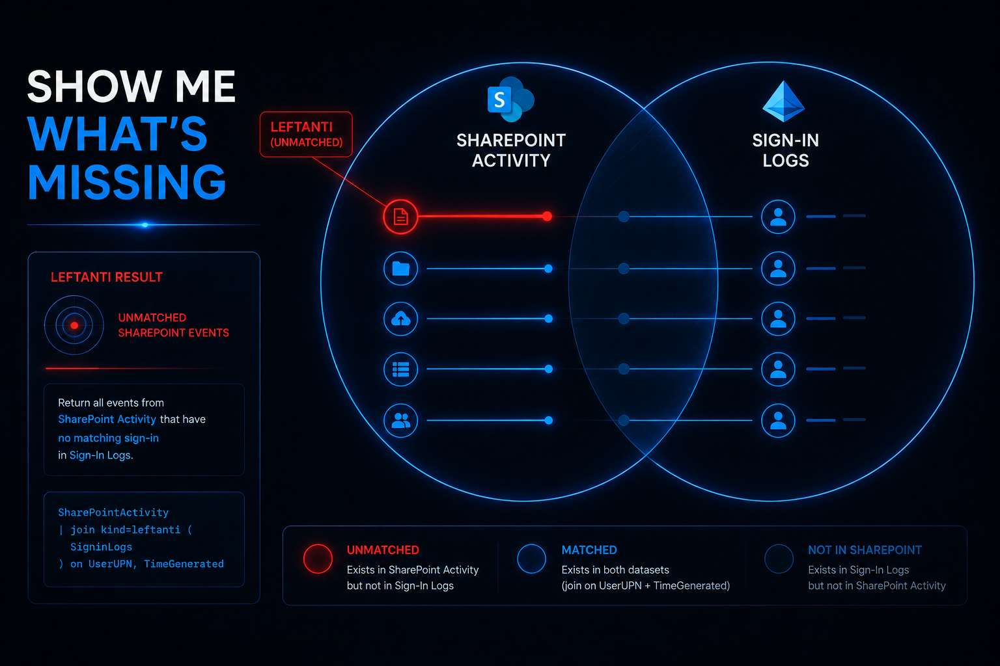 SHOW ME
WHAT'S
MISSING
LEFTANTI
(UNMATCHED)
S
SHAREPOINT
ACTIVITY
SIGN-IN
LOGS
LEFTANTI RESULT
UNMATCHED
SHAREPOINT EVENTS
Return all events from
SharePoint Activity that have
no matching sign-in
in Sign-In Logs.
SharePointActivity
| join kind=leftanti (
SigninLogs
) on UserUPN, TimeGenerated
UNMATCHED
Exists in SharePoint Activity
but not in Sign-In Logs
MATCHED
Exists in both datasets
(join on UserUPN + TimeGenerated)
NOT IN SHAREPOINT
Exists in Sign-In Logs
but not in SharePoint Activity